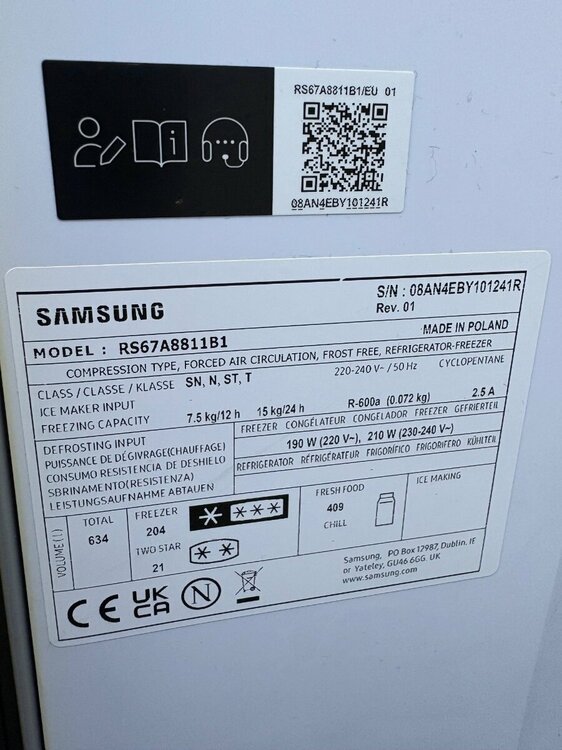 RS67A8811B1/EU 01
08AN4EBY101241R
SAMSUNG
S/N : 08AN4EBY101241R
Rev. 01
MODEL : RS67A8811B1
MADE IN POLAND
COMPRESSION TYPE, FORCED AIR CIRCULATION, FROST FREE, REFRIGERATOR-FREEZER
CLASS / CLASSE / KLASSE SN, N, ST, T
220-240 V~ / 50 Hz
CYCLOPENTANE
ICE MAKER INPUT
FREEZING CAPACITY 7.5 kg/12 h 15 kg/24 h R-600a (0.072 kg) 2.5 A
DEFROSTING INPUT
PUISSANCE DE DÉGIVRAGE(CHAUFFAGE)
CONSUMO RESISTENCIA DE DESHIELO
SBRINAMENTO(RESISTENZA)
LEISTUNGSAUFNAHME ABTAUEN
FREEZER CONGÉLATEUR CONGELADOR FREEZER GEFRIERTEIL
190 W (220 V~), 210 W (230-240 V~)
REFRIGERATOR RÉFRIGÉRATEUR FRIGORÍFICO FRIGORIFERO KÜHLTEIL
VOLUME ( L )
TOTAL
634
FREEZER
204
TWO STAR
21
FRESH FOOD
409
CHILL
ICE MAKING
Samsung, PO Box 12987, Dublin. IE
or Yateley, GU46 6GG. UK
www.samsung.com
CE UK CA N